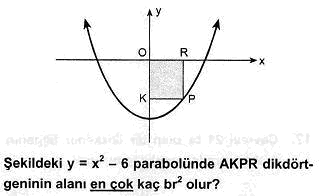 y
O R
x
K P
Şekildeki y = x² – 6 parabolünde AKPR dikdört-
geninin alanı en çok kaç br² olur?